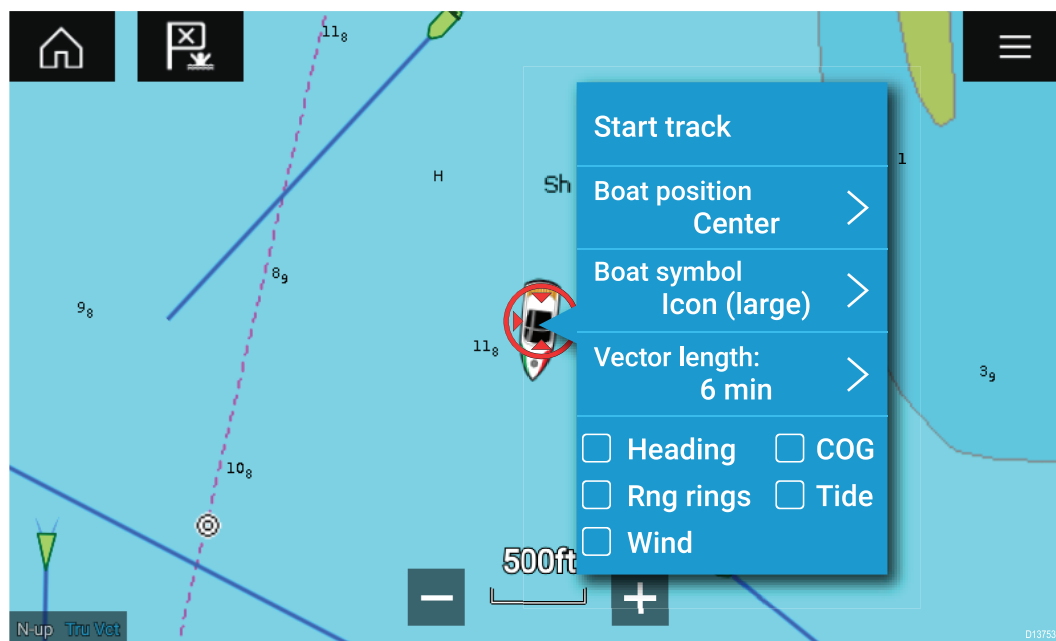 11₈
H
Sh
1
9₈
8₉
11₈
3₉
10₈
Start track
Boat position
Center
Boat symbol
Icon (large)
Vector length:
6 min
Heading
COG
Rng rings
Tide
Wind
500ft
N-up Tru Vct
D13753